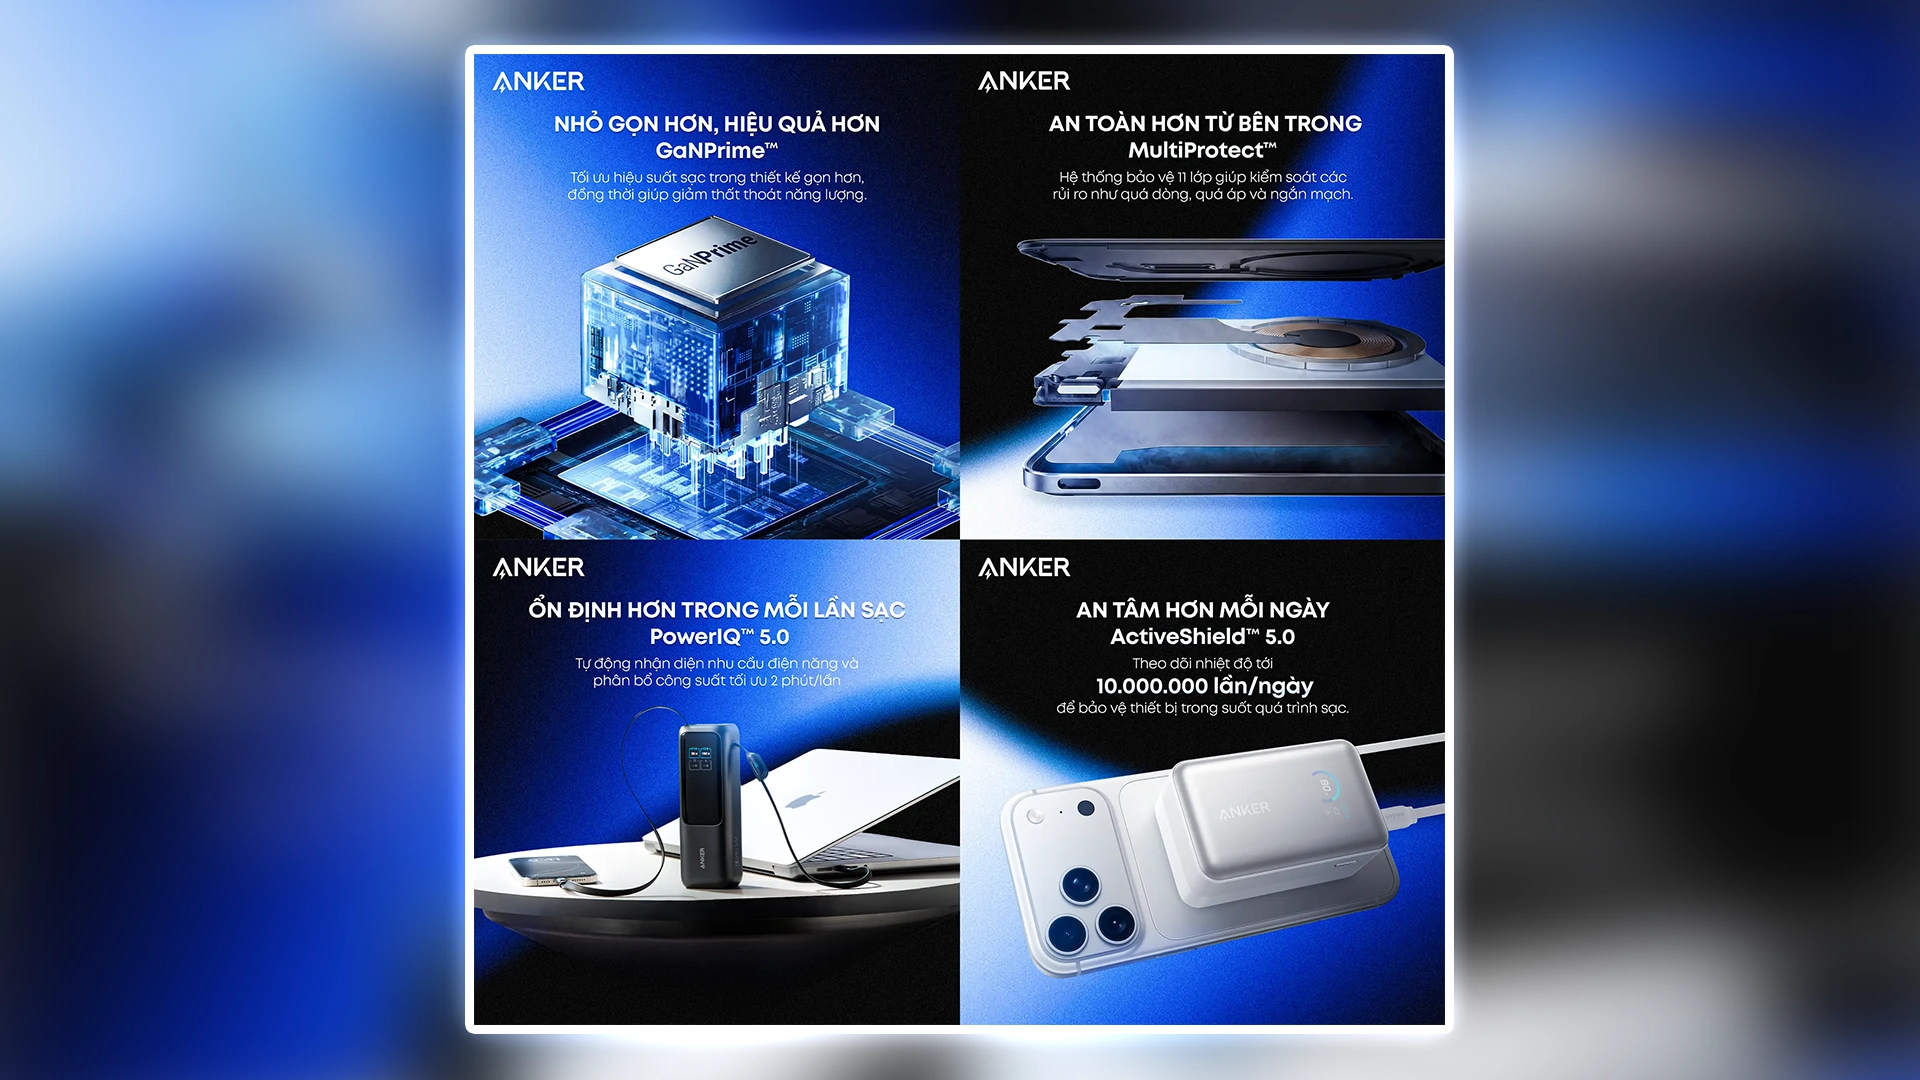 ANKER
NHỎ GỌN HƠN, HIỆU QUẢ HƠN
GaNPrime™
Tối ưu hiệu suất sạc trong thiết kế gọn hơn,
đồng thời giúp giảm thất thoát năng lượng.
GaNPrime
ANKER
AN TOÀN HƠN TỪ BÊN TRONG
MultiProtect™
Hệ thống bảo vệ 11 lớp giúp kiểm soát các
rủi ro như quá dòng, quá áp và ngắn mạch.
ANKER
ỔN ĐỊNH HƠN TRONG MỖI LẦN SẠC
PowerIQ™ 5.0
Tự động nhận diện nhu cầu điện năng và
phân bổ công suất tối ưu 2 phút/lần
ANKER
ANKER
AN TÂM HƠN MỖI NGÀY
ActiveShield™ 5.0
Theo dõi nhiệt độ tới
10.000.000 lần/ngày
để bảo vệ thiết bị trong suốt quá trình sạc.
ANKER
80